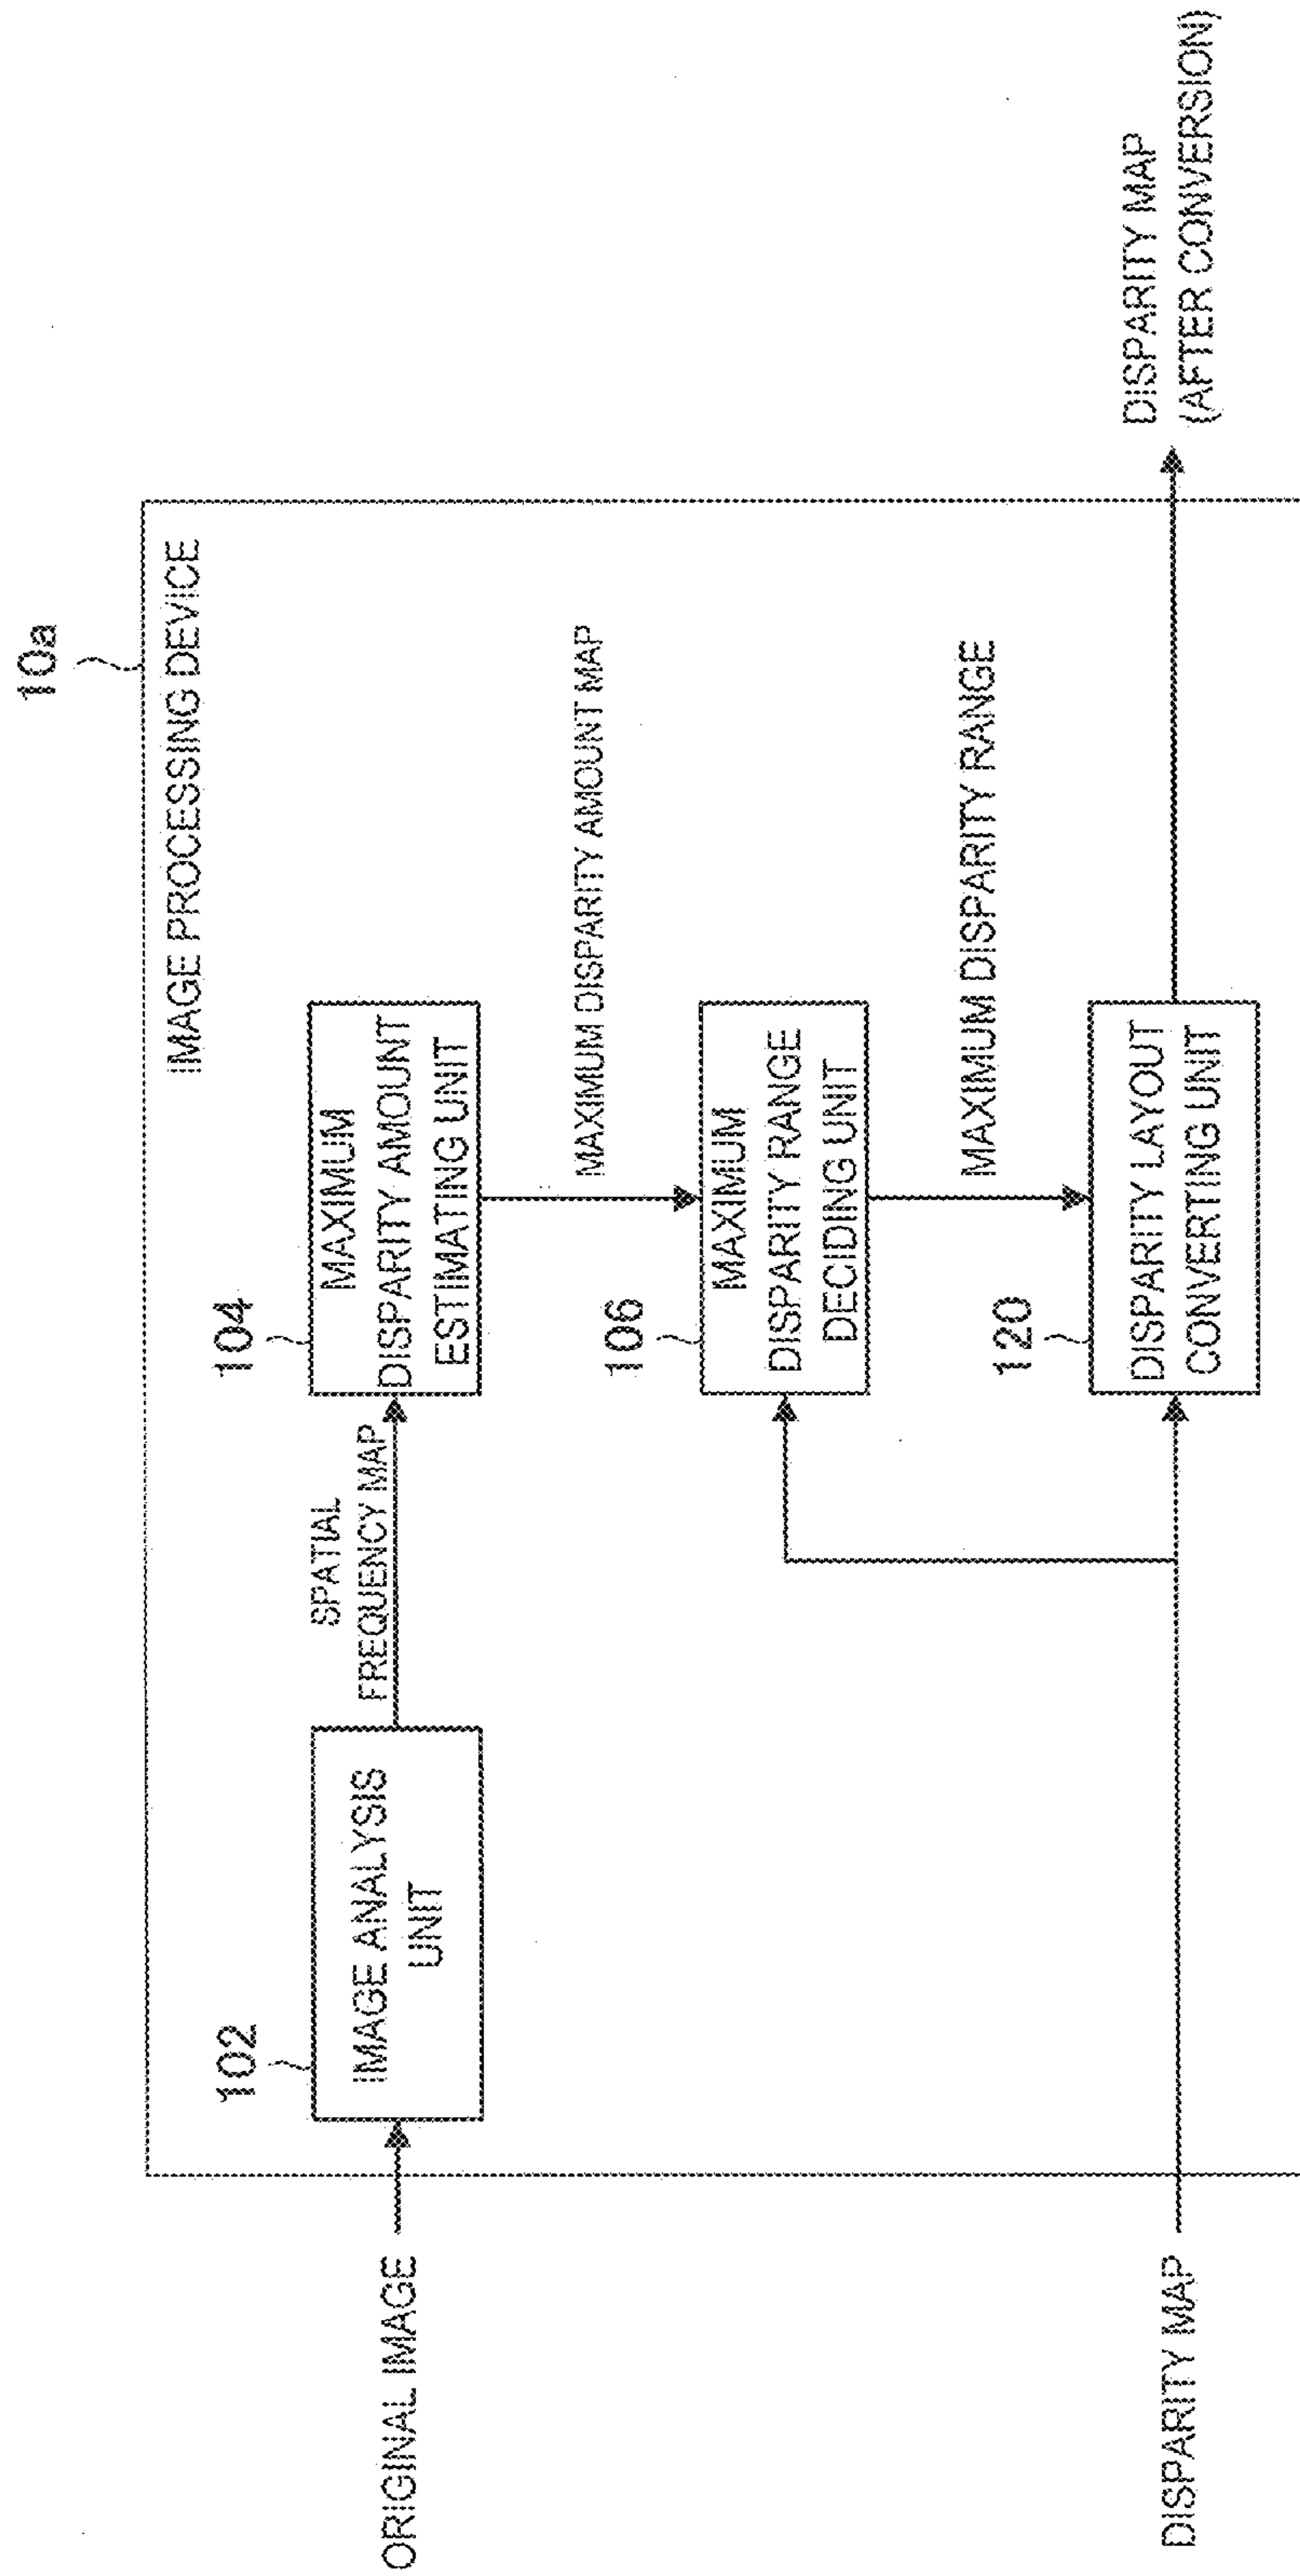 10a
IMAGE PROCESSING DEVICE
102
104
ORIGINAL IMAGE
IMAGE ANALYSIS
UNIT
SPATIAL
FREQUENCY MAP
MAXIMUM
DISPARITY AMOUNT
ESTIMATING UNIT
MAXIMUM DISPARITY AMOUNT MAP
106
MAXIMUM
DISPARITY RANGE
DECIDING UNIT
MAXIMUM DISPARITY RANGE
120
DISPARITY MAP
DISPARITY LAYOUT
CONVERTING UNIT
DISPARITY MAP
(AFTER CONVERSION)